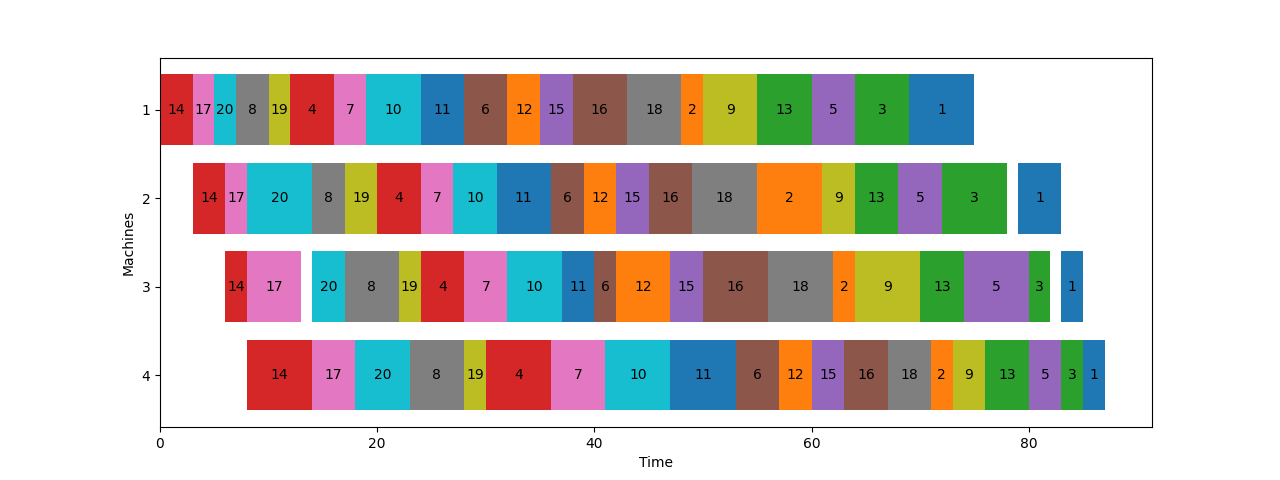 1 14 17 20 8 19 4 7 10 11 6 12 15 16 18 2 9 13 5 3 1
2 14 17 20 8 19 4 7 10 11 6 12 15 16 18 2 9 13 5 3 1
Machines
3 14 17 20 8 19 4 7 10 11 6 12 15 16 18 2 9 13 5 3 1
4 14 17 20 8 19 4 7 10 11 6 12 15 16 18 2 9 13 5 3 1
0 20 40 60 80
Time